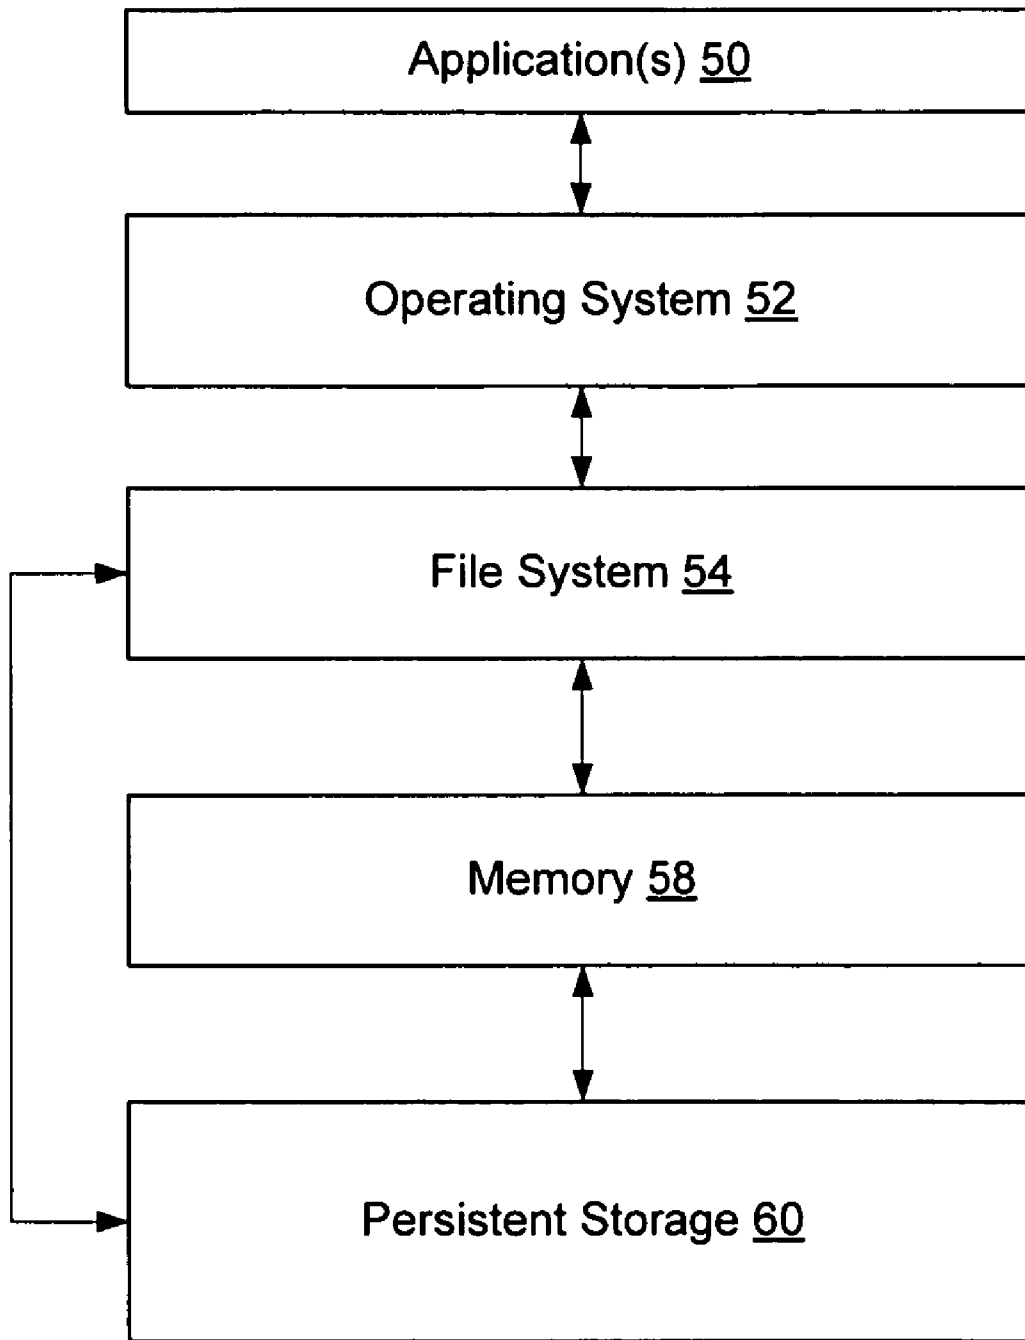 Application(s) 50
Operating System 52
File System 54
Memory 58
Persistent Storage 60